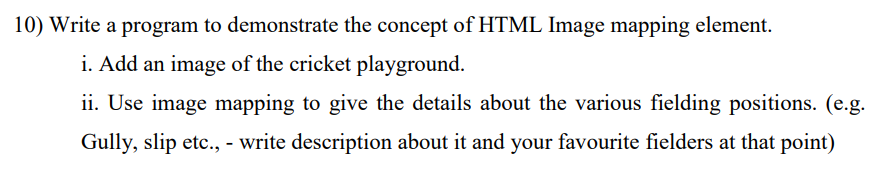 10) Write a program to demonstrate the concept of HTML Image mapping element.
i. Add an image of the cricket playground.
ii. Use image mapping to give the details about the various fielding positions. (e.g.
Gully, slip etc., - write description about it and your favourite fielders at that point)